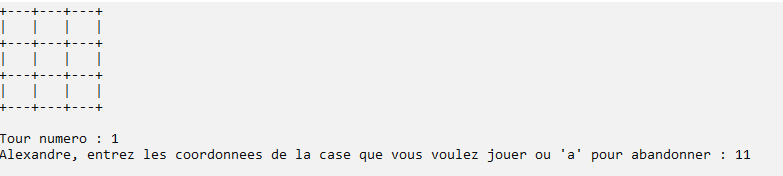 +---+---+---+
|   |   |   |
+---+---+---+
|   |   |   |
+---+---+---+
|   |   |   |
+---+---+---+
Tour numero : 1
Alexandre, entrez les coordonnees de la case que vous voulez jouer ou 'a' pour abandonner : 11